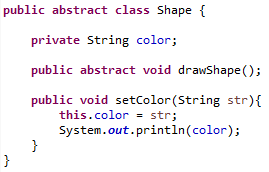 public abstract class Shape {
private String color;
public abstract void drawShape();
public void setColor(String str){
this.color = str;
System.out.println(color);
}
}